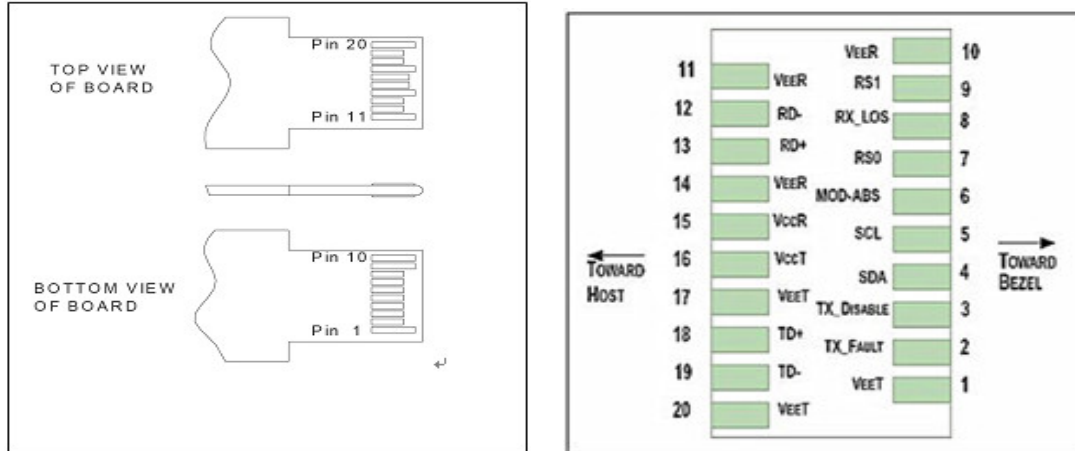 Pin 20
TOP VIEW
OF BOARD
Pin 11
Pin 10
BOTTOM VIEW
OF BOARD
Pin 1
VEER 10
11 VEER
RS1 9
12 RD-
RX_LOS 8
13 RD+
RS0 7
14 VEER
MOD-ABS 6
15 VCCR
SCL 5
16 VCCT
TOWARD
HOST
TOWARD
BEZEL
SDA 4
17 VEET
TX_DISABLE 3
18 TD+
TX_FAULT 2
19 TD-
VEET 1
20 VEET